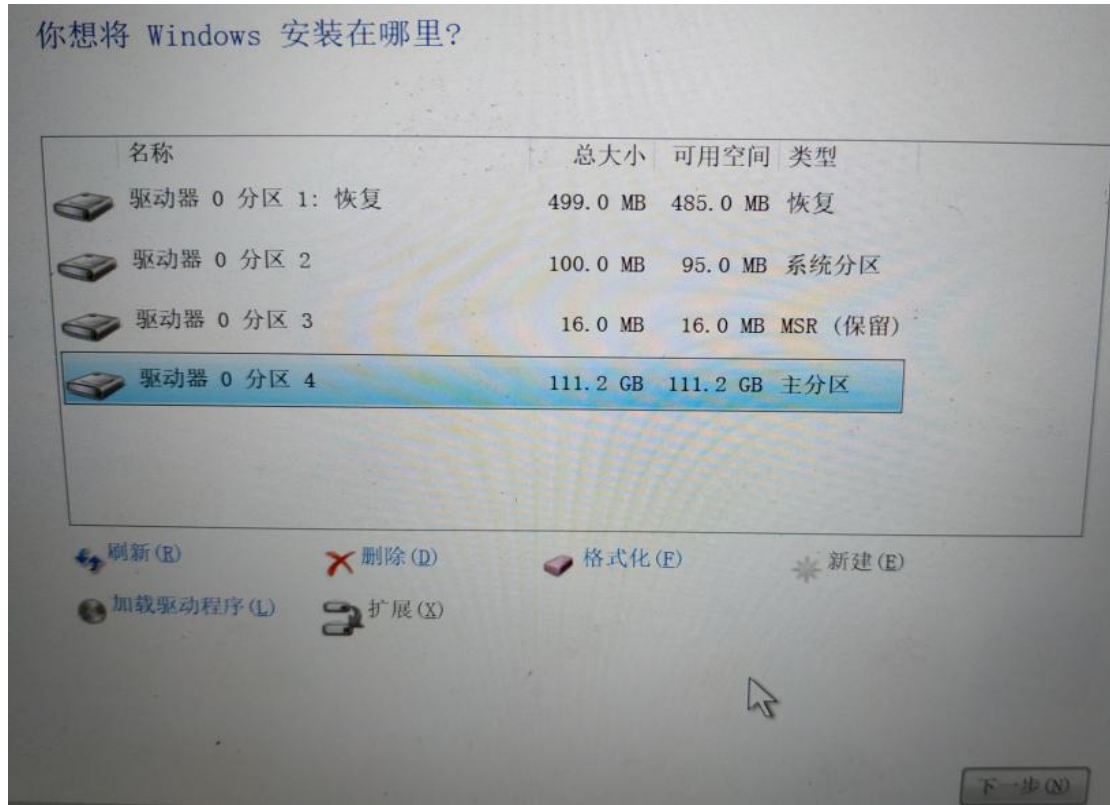 你想将 Windows 安装在哪里?
名称 总大小 可用空间 类型
驱动器 0 分区 1: 恢复 499.0 MB 485.0 MB 恢复
驱动器 0 分区 2 100.0 MB 95.0 MB 系统分区
驱动器 0 分区 3 16.0 MB 16.0 MB MSR (保留)
驱动器 0 分区 4 111.2 GB 111.2 GB 主分区
刷新(R) 删除(D) 格式化(F) 新建(E)
加载驱动程序(L) 扩展(X)
下一步(N)